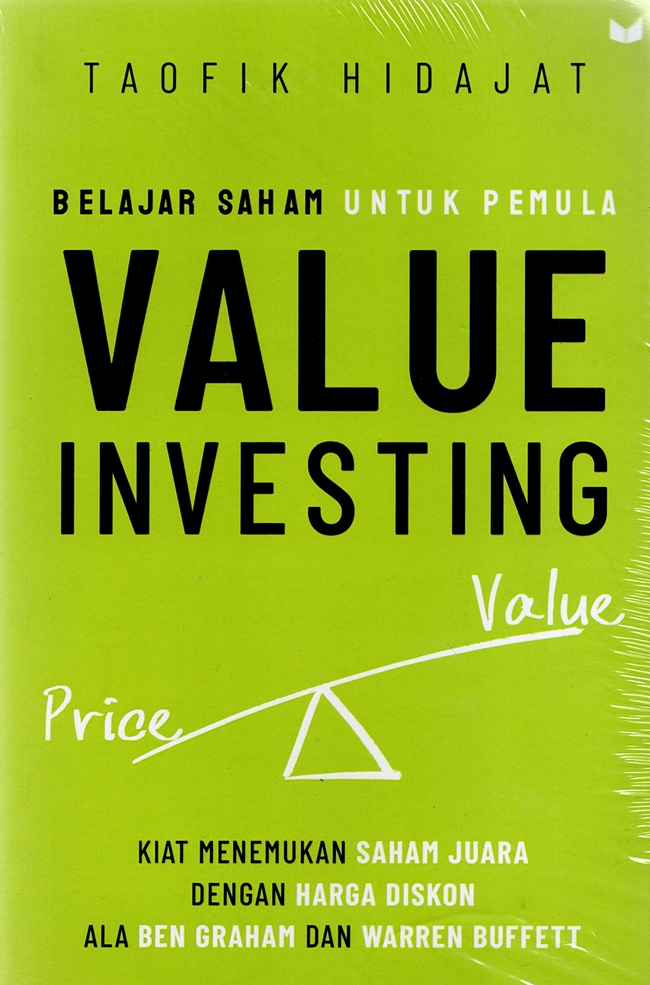 TAOFIK HIDAJAT
BELAJAR SAHAM UNTUK PEMULA
VALUE
INVESTING
Value
Price
KIAT MENEMUKAN SAHAM JUARA
DENGAN HARGA DISKON
ALA BEN GRAHAM DAN WARREN BUFFETT